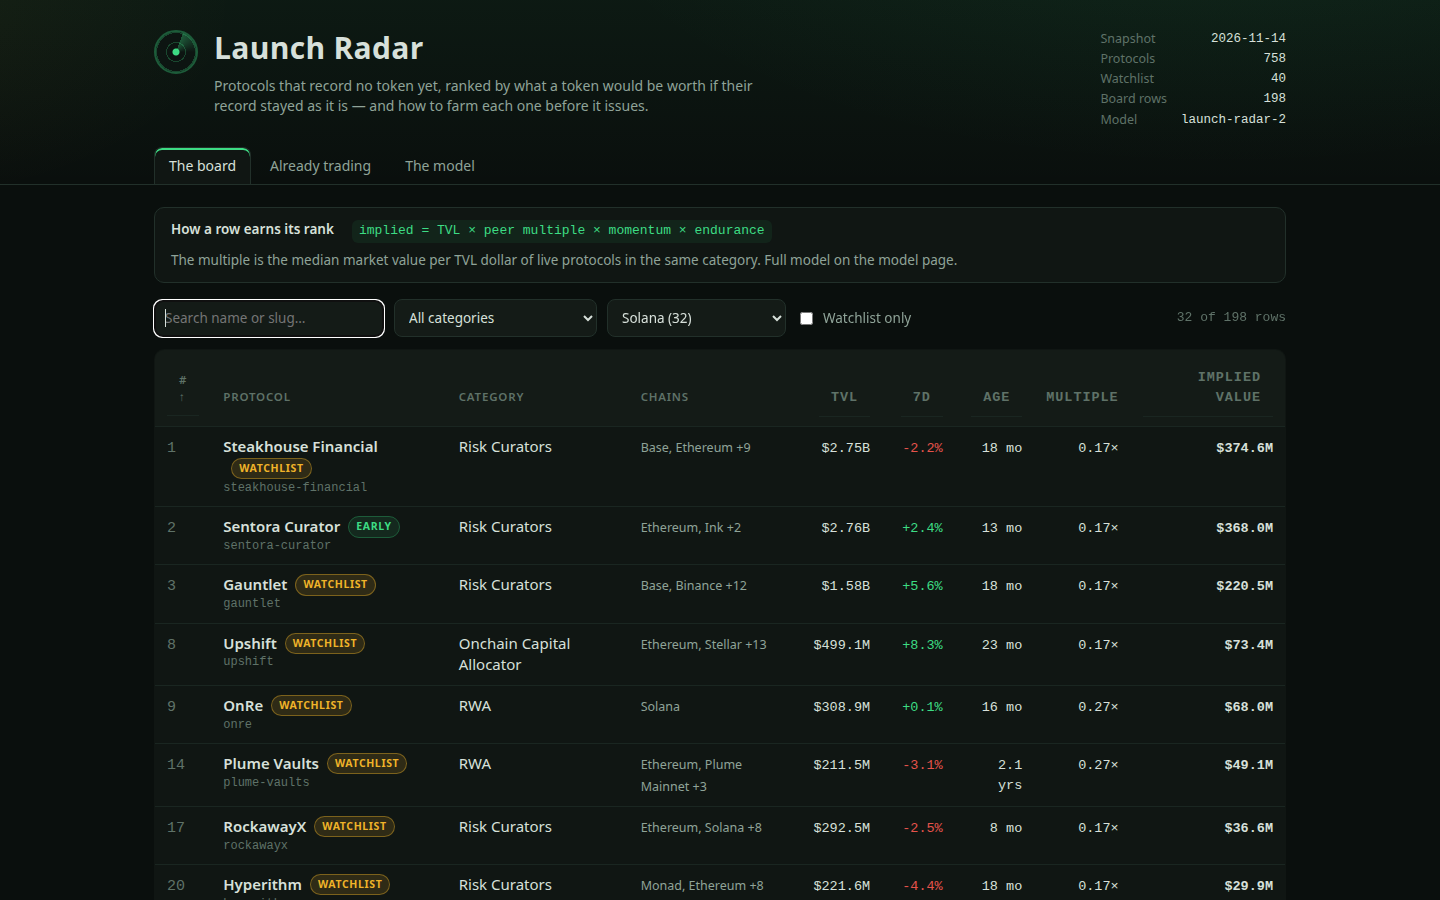 Launch Radar
Protocols that record no token yet, ranked by what a token would be worth if their
record stayed as it is — and how to farm each one before it issues.
Snapshot 2026-11-14
Protocols 758
Watchlist 40
Board rows 198
Model launch-radar-2
The board Already trading The model
How a row earns its rank implied = TVL × peer multiple × momentum × endurance
The multiple is the median market value per TVL dollar of live protocols in the same category. Full model on the model page.
Search name or slug... All categories Solana (32) Watchlist only 32 of 198 rows
# ↑ PROTOCOL CATEGORY CHAINS TVL 7D AGE MULTIPLE IMPLIED
VALUE
1 Steakhouse Financial Risk Curators Base, Ethereum +9 $2.75B -2.2% 18 mo 0.17× $374.6M
WATCHLIST
steakhouse-financial
2 Sentora Curator EARLY Risk Curators Ethereum, Ink +2 $2.76B +2.4% 13 mo 0.17× $368.0M
sentora-curator
3 Gauntlet WATCHLIST Risk Curators Base, Binance +12 $1.58B +5.6% 18 mo 0.17× $220.5M
gauntlet
8 Upshift WATCHLIST Onchain Capital Ethereum, Stellar +13 $499.1M +8.3% 23 mo 0.17× $73.4M
upshift Allocator
9 OnRe WATCHLIST RWA Solana $308.9M +0.1% 16 mo 0.27× $68.0M
onre
14 Plume Vaults WATCHLIST RWA Ethereum, Plume $211.5M -3.1% 2.1 0.27× $49.1M
plume-vaults Mainnet +3 yrs
17 RockawayX WATCHLIST Risk Curators Ethereum, Solana +8 $292.5M -2.5% 8 mo 0.17× $36.6M
rockawayx
20 Hyperithm WATCHLIST Risk Curators Monad, Ethereum +8 $221.6M -4.4% 18 mo 0.17× $29.9M